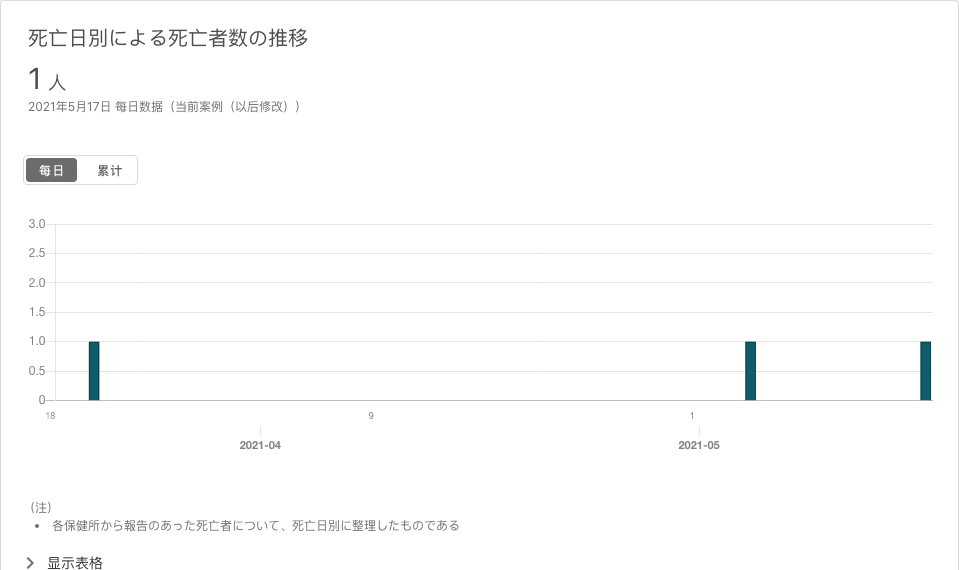 死亡日別による死亡者数の推移
1 人
2021年5月17日 每日数据（当前案例（以后修改））
每日 累计
3.0
2.5
2.0
1.5
1.0
0.5
0
18 9 1
2021-04 2021-05
（注）
• 各保健所から報告のあった死亡者について、死亡日別に整理したものである
显示表格